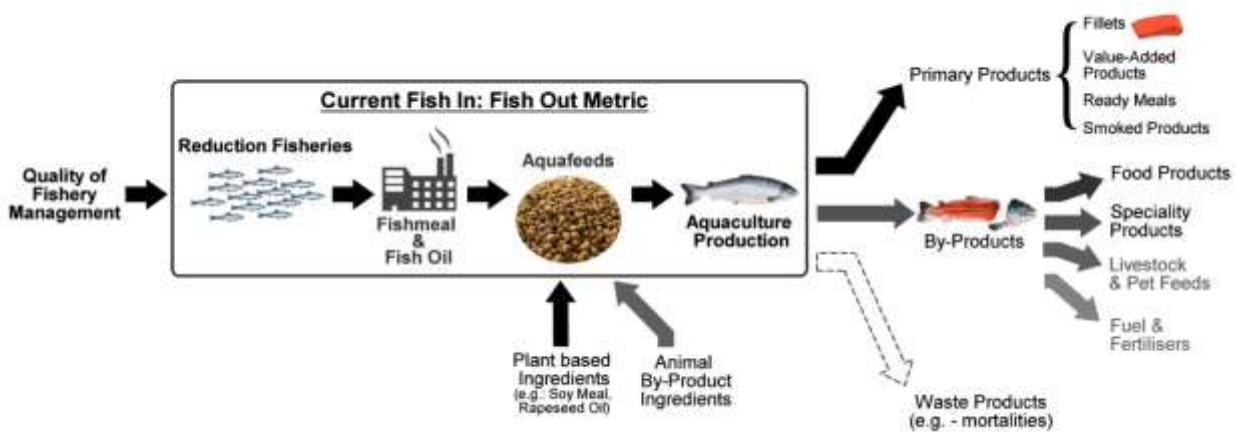 Quality of
Fishery
Management
Current Fish In: Fish Out Metric
Reduction Fisheries
Fishmeal
&
Fish Oil
Aquafeeds
Aquaculture
Production
Plant based
Ingredients
(e.g.: Soy Meal,
Rapeseed Oil)
Animal
By-Product
Ingredients
Primary Products
Fillets
Value-Added
Products
Ready Meals
Smoked Products
By-Products
Food Products
Speciality
Products
Livestock
& Pet Feeds
Fuel &
Fertilisers
Waste Products
(e.g. - mortalities)